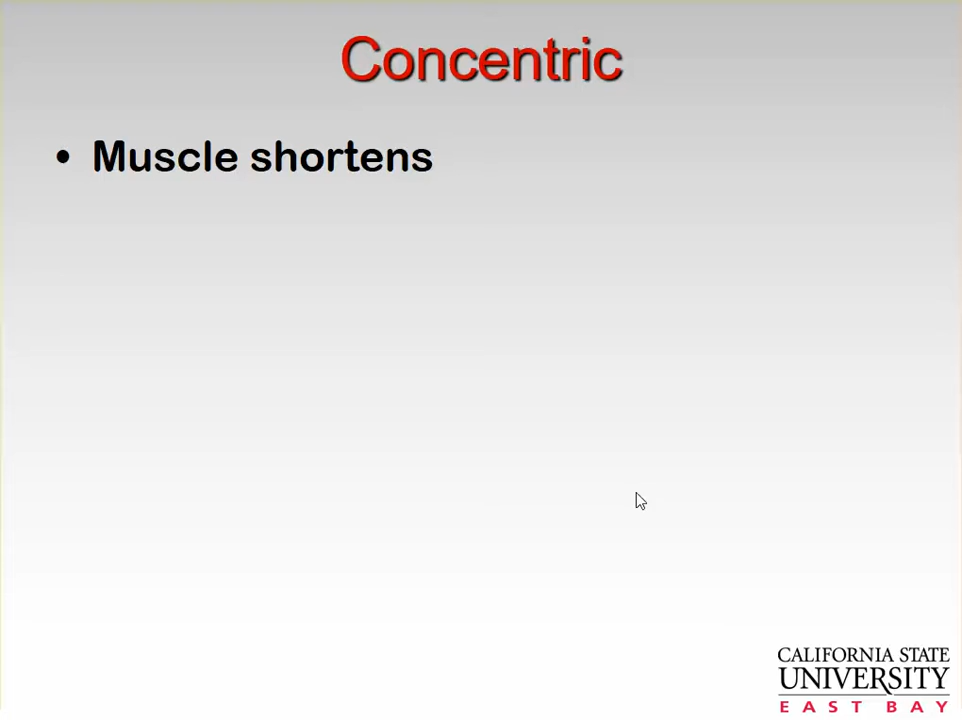 Concentric
• Muscle shortens
CALIFORNIA STATE
UNIVERSITY
EAST BAY